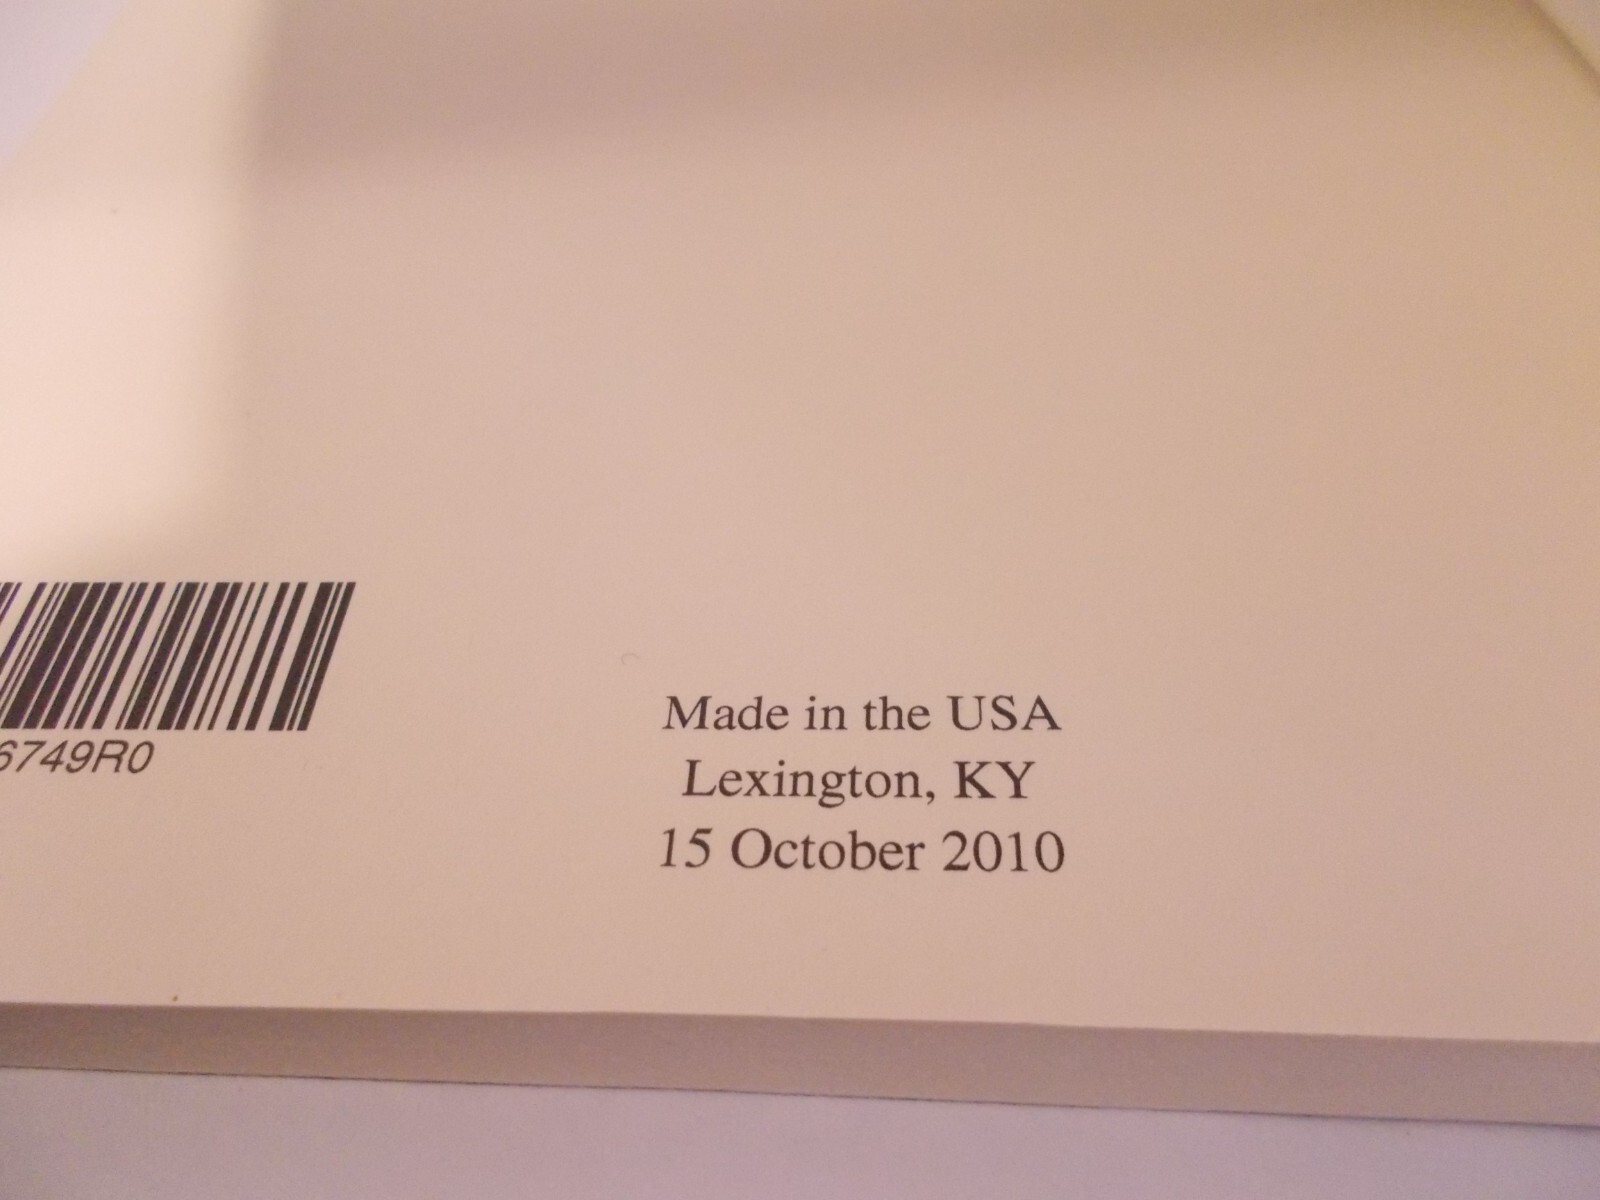 6749R0
Made in the USA
Lexington, KY
15 October 2010